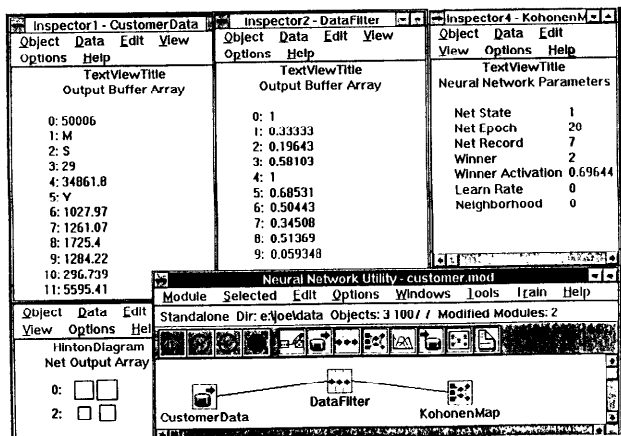 Inspector1 - CustomerData
Object Data Edit View
Options Help
TextViewTitle
Output Buffer Array
0: 50006
1: M
2: S
3: 29
4: 34861.8
5: Y
6: 1027.97
7: 1261.07
8: 1725.4
9: 1284.22
10: 296.739
11: 5595.41
Inspector2 - DataFilter
Object Data Edit View
Options Help
TextViewTitle
Output Buffer Array
0: 1
1: 0.33333
2: 0.19643
3: 0.58103
4: 1
5: 0.68531
6: 0.50443
7: 0.34508
8: 0.51369
9: 0.059348
Inspector4 - KohonenM
Object Data Edit
View Options Help
TextViewTitle
Neural Network Parameters
Net State 1
Net Epoch 20
Net Record 7
Winner 2
Winner Activation 0.69644
Learn Rate 0
Neighborhood 0
Object Data Edit
View Options Hel
HintonDiagram
Net Output Array
0:
2:
Neural Network Utility - customer.mod
Module Selected Edit Options Windows Tools Train Help
Standalone Dir: e:\joe\data Objects: 3 1007 7 Modified Modules: 2
CustomerData
DataFilter
KohonenMap